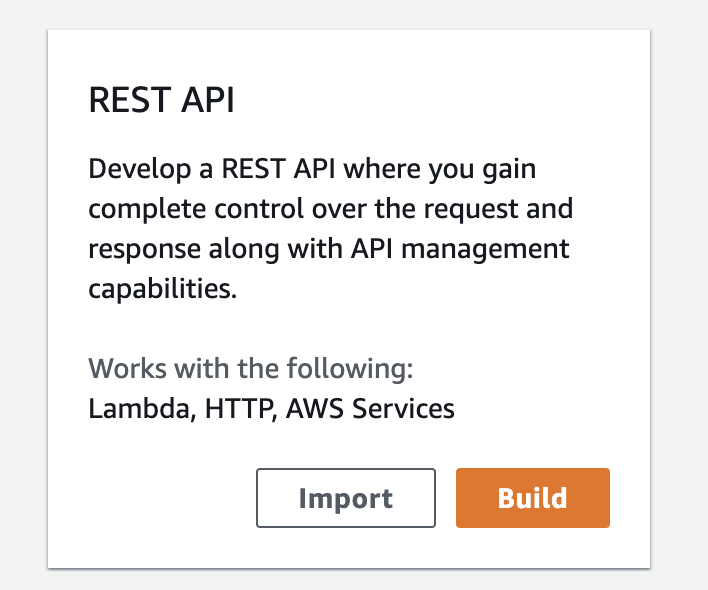 REST API
Develop a REST API where you gain
complete control over the request and
response along with API management
capabilities.
Works with the following:
Lambda, HTTP, AWS Services
Import
Build